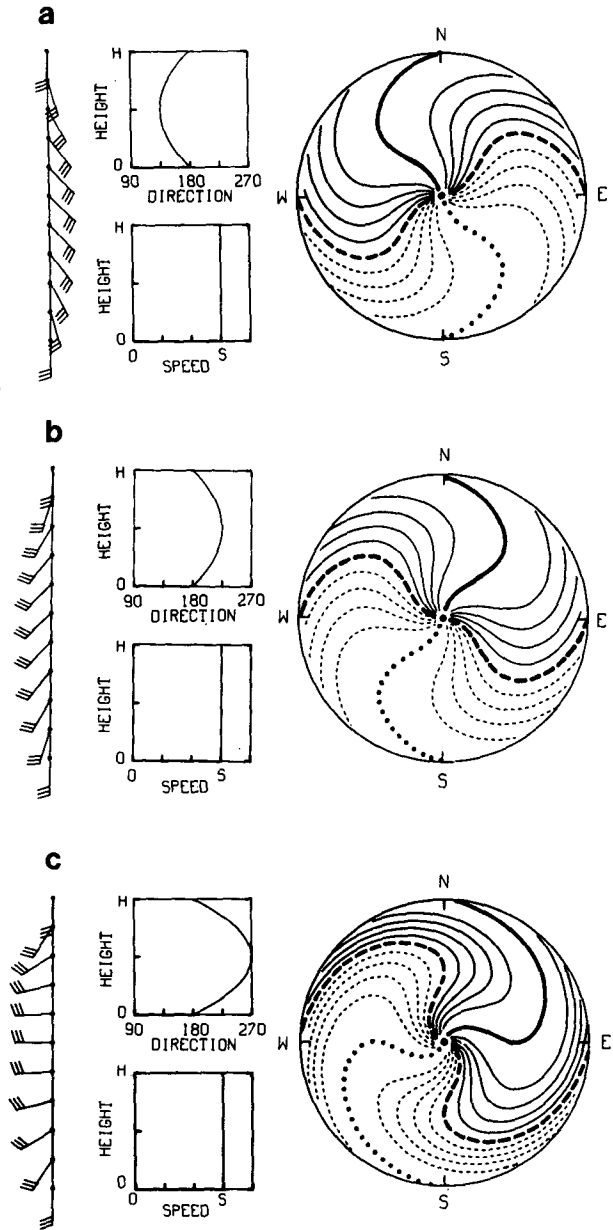 a
H
HEIGHT
0
90 180 270
DIRECTION
HEIGHT
0
0 S
SPEED
N
W
E
S
b
H
HEIGHT
0
90 180 270
DIRECTION
H
HEIGHT
0
0 S
SPEED
N
W
E
S
c
H
HEIGHT
0
90 180 270
DIRECTION
H
HEIGHT
0
0 S
SPEED
N
W
E
S